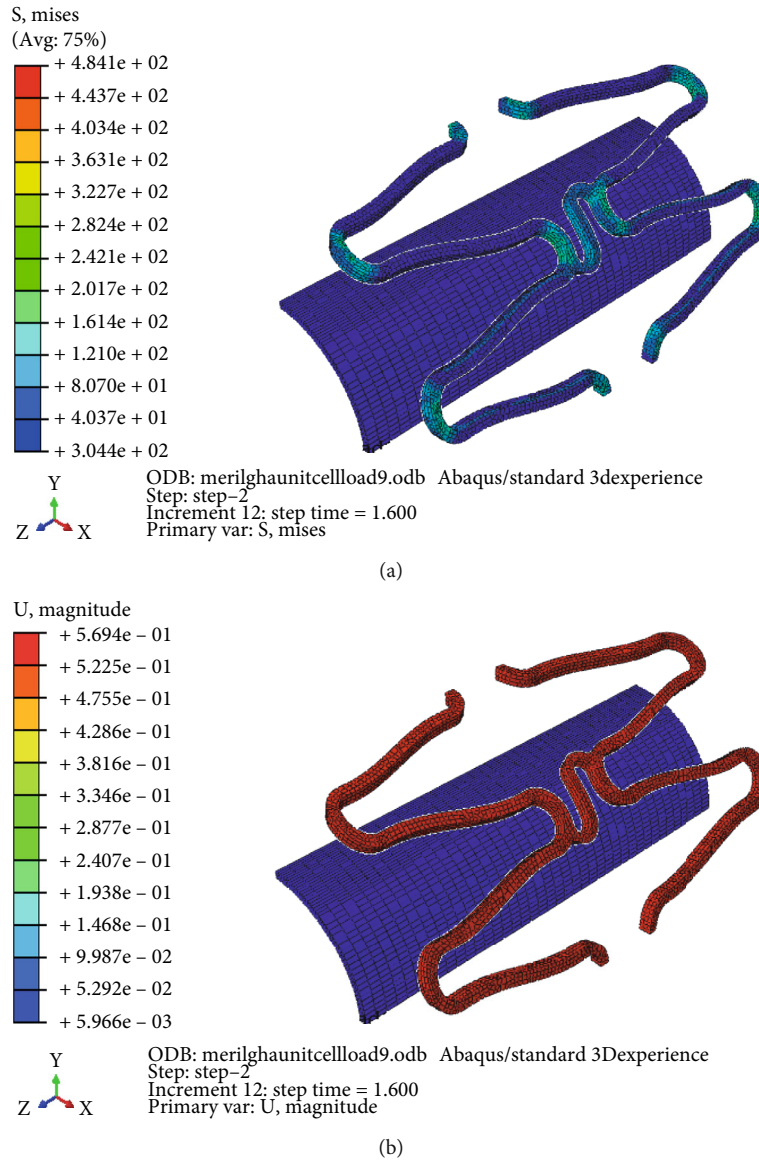 S, mises
(Avg: 75%)
+ 4.841e + 02
+ 4.437e + 02
+ 4.034e + 02
+ 3.631e + 02
+ 3.227e + 02
+ 2.824e + 02
+ 2.421e + 02
+ 2.017e + 02
+ 1.614e + 02
+ 1.210e + 02
+ 8.070e + 01
+ 4.037e + 01
+ 3.044e + 02
Y
Z X
ODB: merilghaunitcellload9.odb Abaqus/standard 3dexperience
Step: step–2
Increment 12: step time = 1.600
Primary var: S, mises
(a)
U, magnitude
+ 5.694e – 01
+ 5.225e – 01
+ 4.755e – 01
+ 4.286e – 01
+ 3.816e – 01
+ 3.346e – 01
+ 2.877e – 01
+ 2.407e – 01
+ 1.938e – 01
+ 1.468e – 01
+ 9.987e – 02
+ 5.292e – 02
+ 5.966e – 03
Y
Z X
ODB: merilghaunitcellload9.odb Abaqus/standard 3Dexperience
Step: step–2
Increment 12: step time = 1.600
Primary var: U, magnitude
(b)